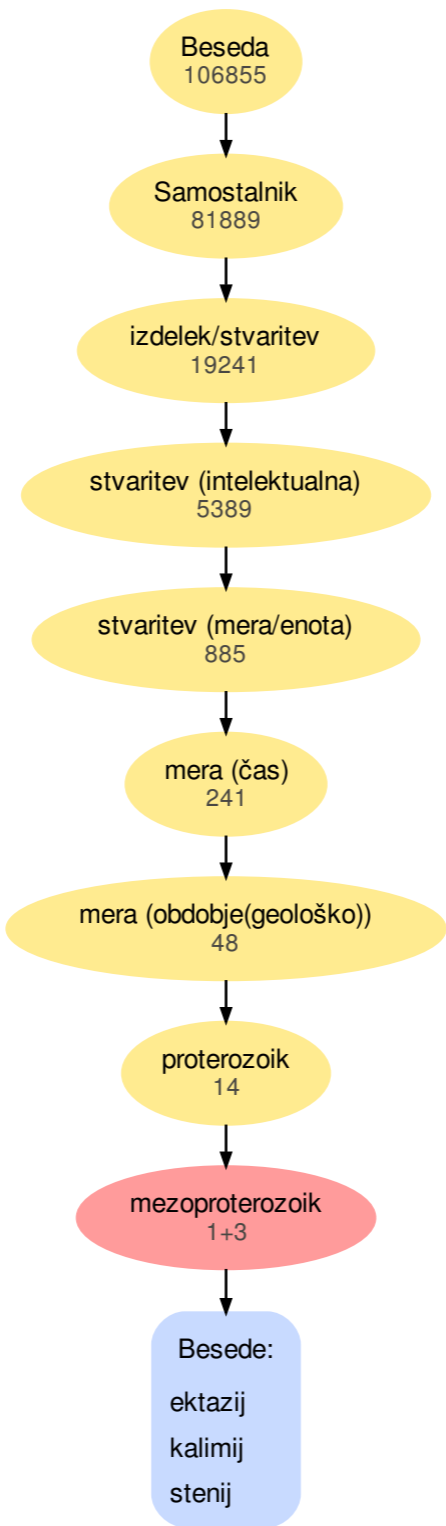 Beseda
106855
Samostalnik
81889
izdelek/stvaritev
19241
stvaritev (intelektualna)
5389
stvaritev (mera/enota)
885
mera (čas)
241
mera (obdobje(geološko))
48
proterozoik
14
mezoproterozoik
1+3
Besede:
ektazij
kalimij
stenij